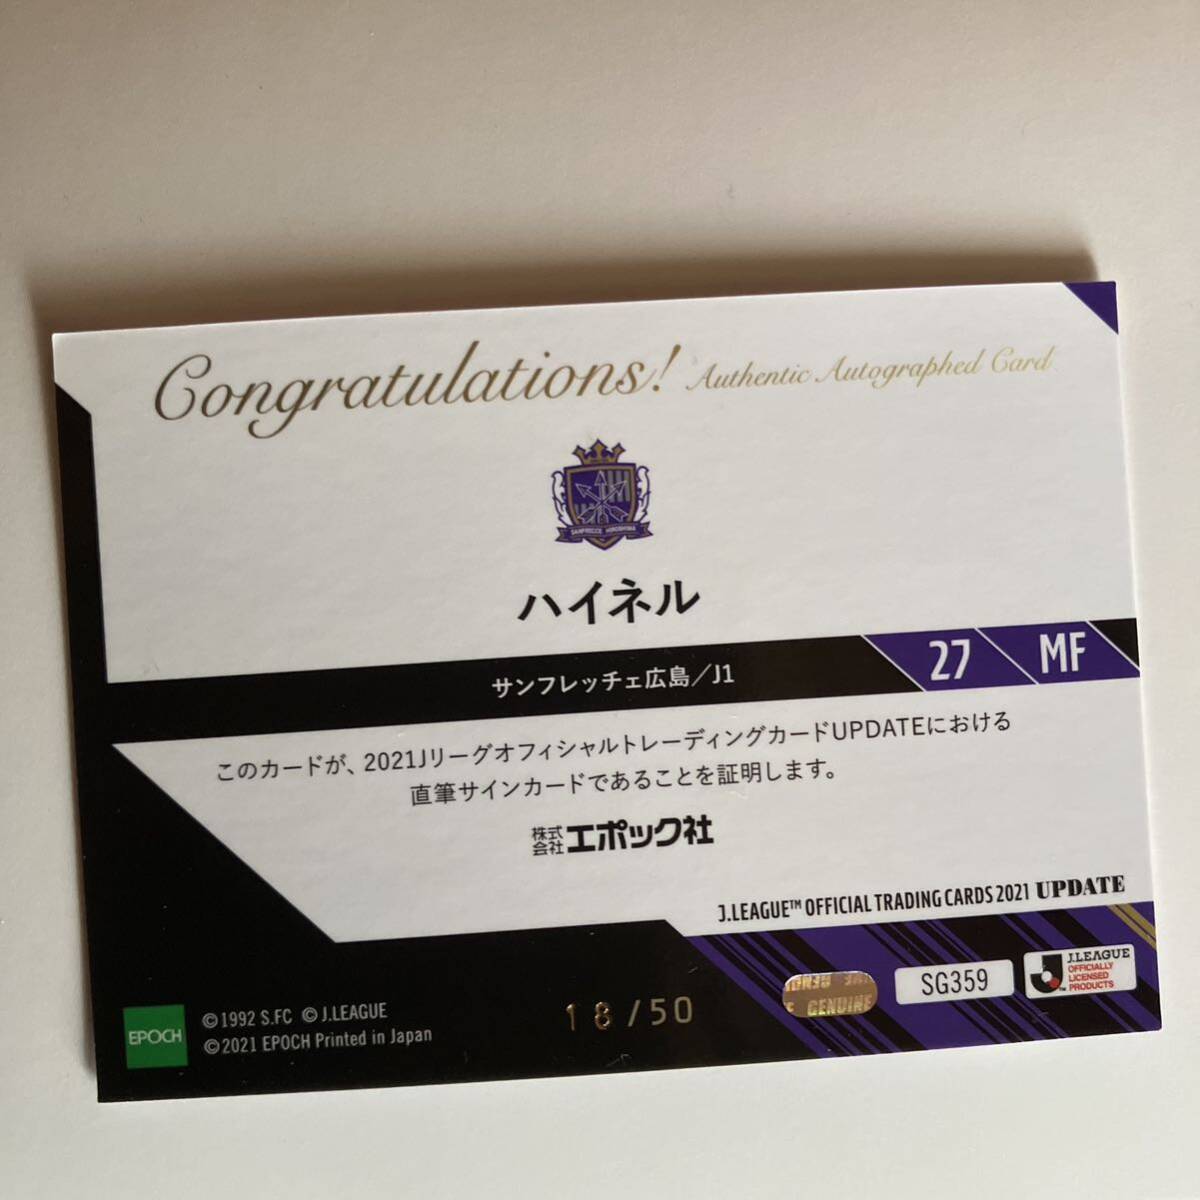 Congratulations! Authentic Autographed Card
SANFRECCE HIROSHIMA
ハイネル
サンフレッチェ広島/J1
27
MF
このカードが、2021Jリーグオフィシャルトレーディングカード UPDATEにおける
直筆サインカードであることを証明します。
株式会社エポック社
J.LEAGUE™ OFFICIAL TRADING CARDS 2021 UPDATE
EPOCH
©1992 S.FC ©J.LEAGUE
©2021 EPOCH Printed in Japan
18/50
GENUINE
SG359
J.LEAGUE
OFFICIALLY
LICENSED
PRODUCTS